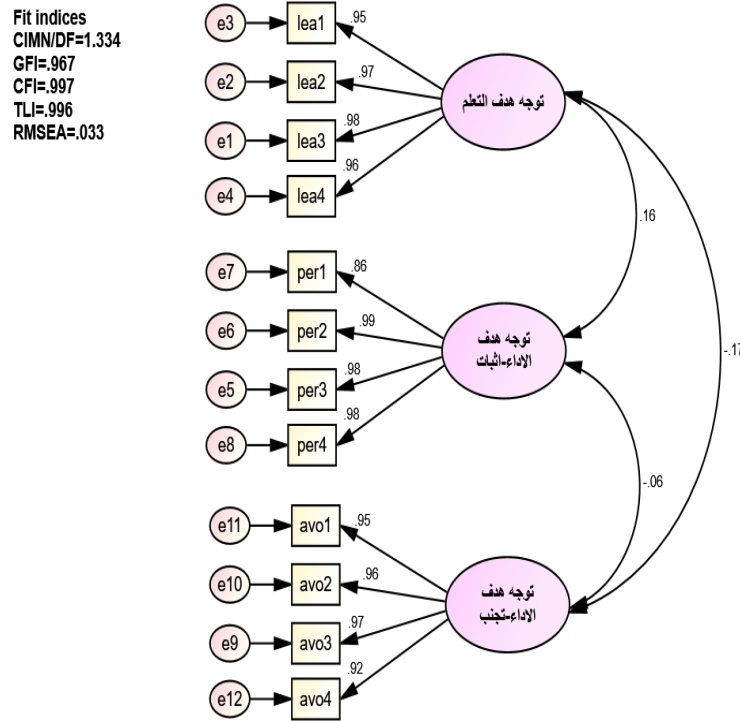 Fit indices
CIMN/DF=1.334
GFI=.967
CFI=.997
TLI=.996
RMSEA=.033
e3
lea1
.95
e2
lea2
.97
e1
lea3
.98
e4
lea4
.96
توجه هدف التعلم
.16
e7
per1
.86
e6
per2
.99
e5
per3
.98
e8
per4
.98
توجه هدف
الاداء-اثبات
-.17
-.06
e11
avo1
.95
e10
avo2
.96
e9
avo3
.97
e12
avo4
.92
توجه هدف
الاداء-تجنب